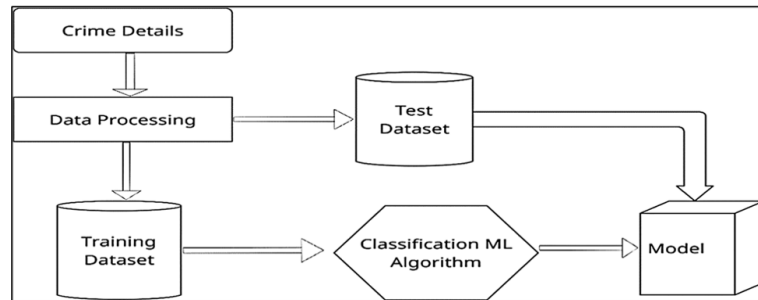 Crime Details
Data Processing
Test
Dataset
Training
Dataset
Classification ML
Algorithm
Model